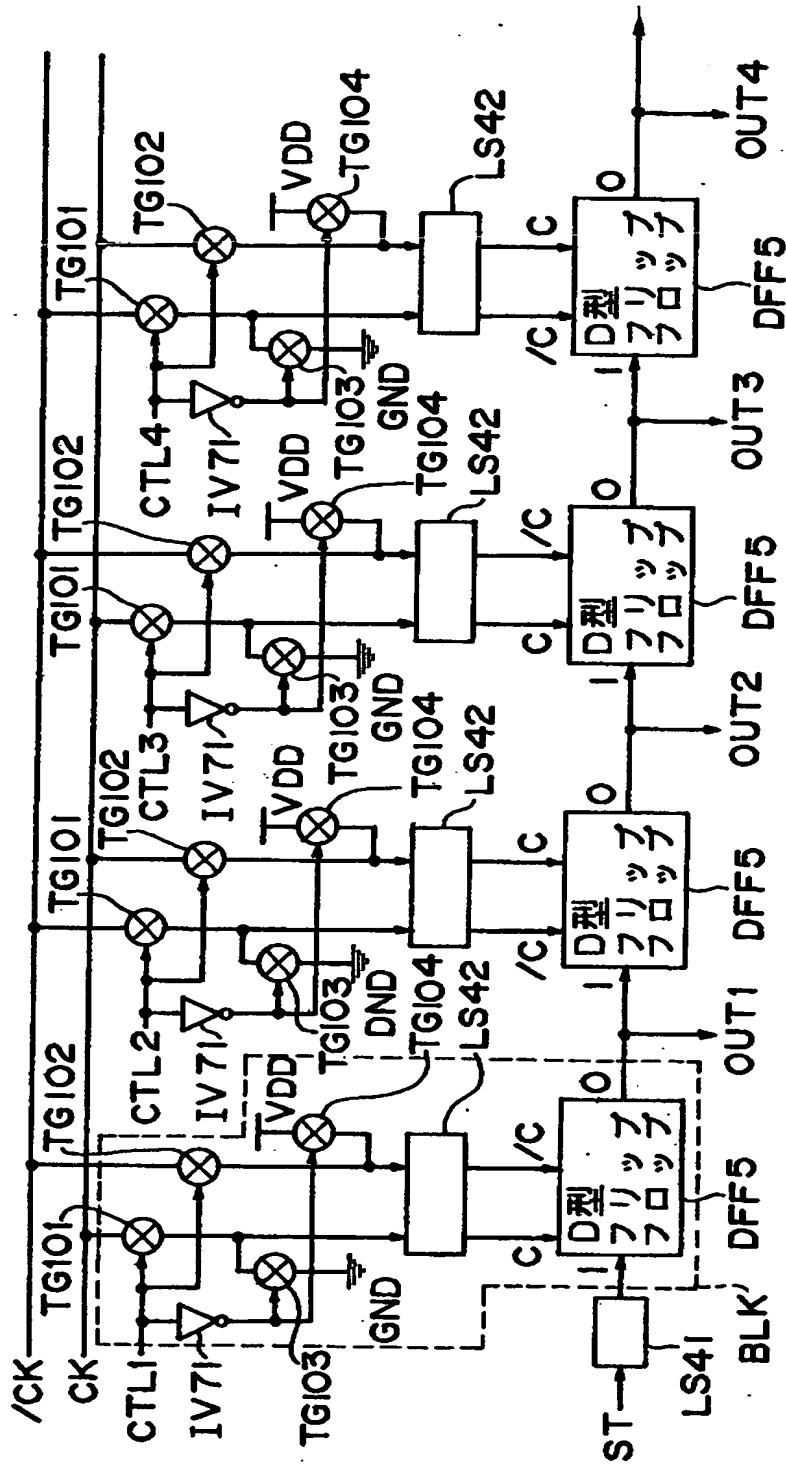 /CK
CK
TG101
TG102
TG101
TG102
TG101
TG102
TG101
TG102
CTL1
CTL2
CTL3
CTL4
IV71
VDD
IV71
VDD
IV71
VDD
IV71
VDD
TG103
GND
TG104
TG103
DND
TG104
TG103
GND
TG104
TG103
GND
TG104
LS42
LS42
LS42
LS42
C
/C
/C
C
C
/C
/C
C
ST
LS41
I
D型
フリップ
フロップ
O
I
D型
フリップ
フロップ
O
I
D型
フリップ
フロップ
O
I
D型
フリップ
フロップ
O
BLK'
DFF5
OUT1
DFF5
OUT2
DFF5
OUT3
DFF5
OUT4